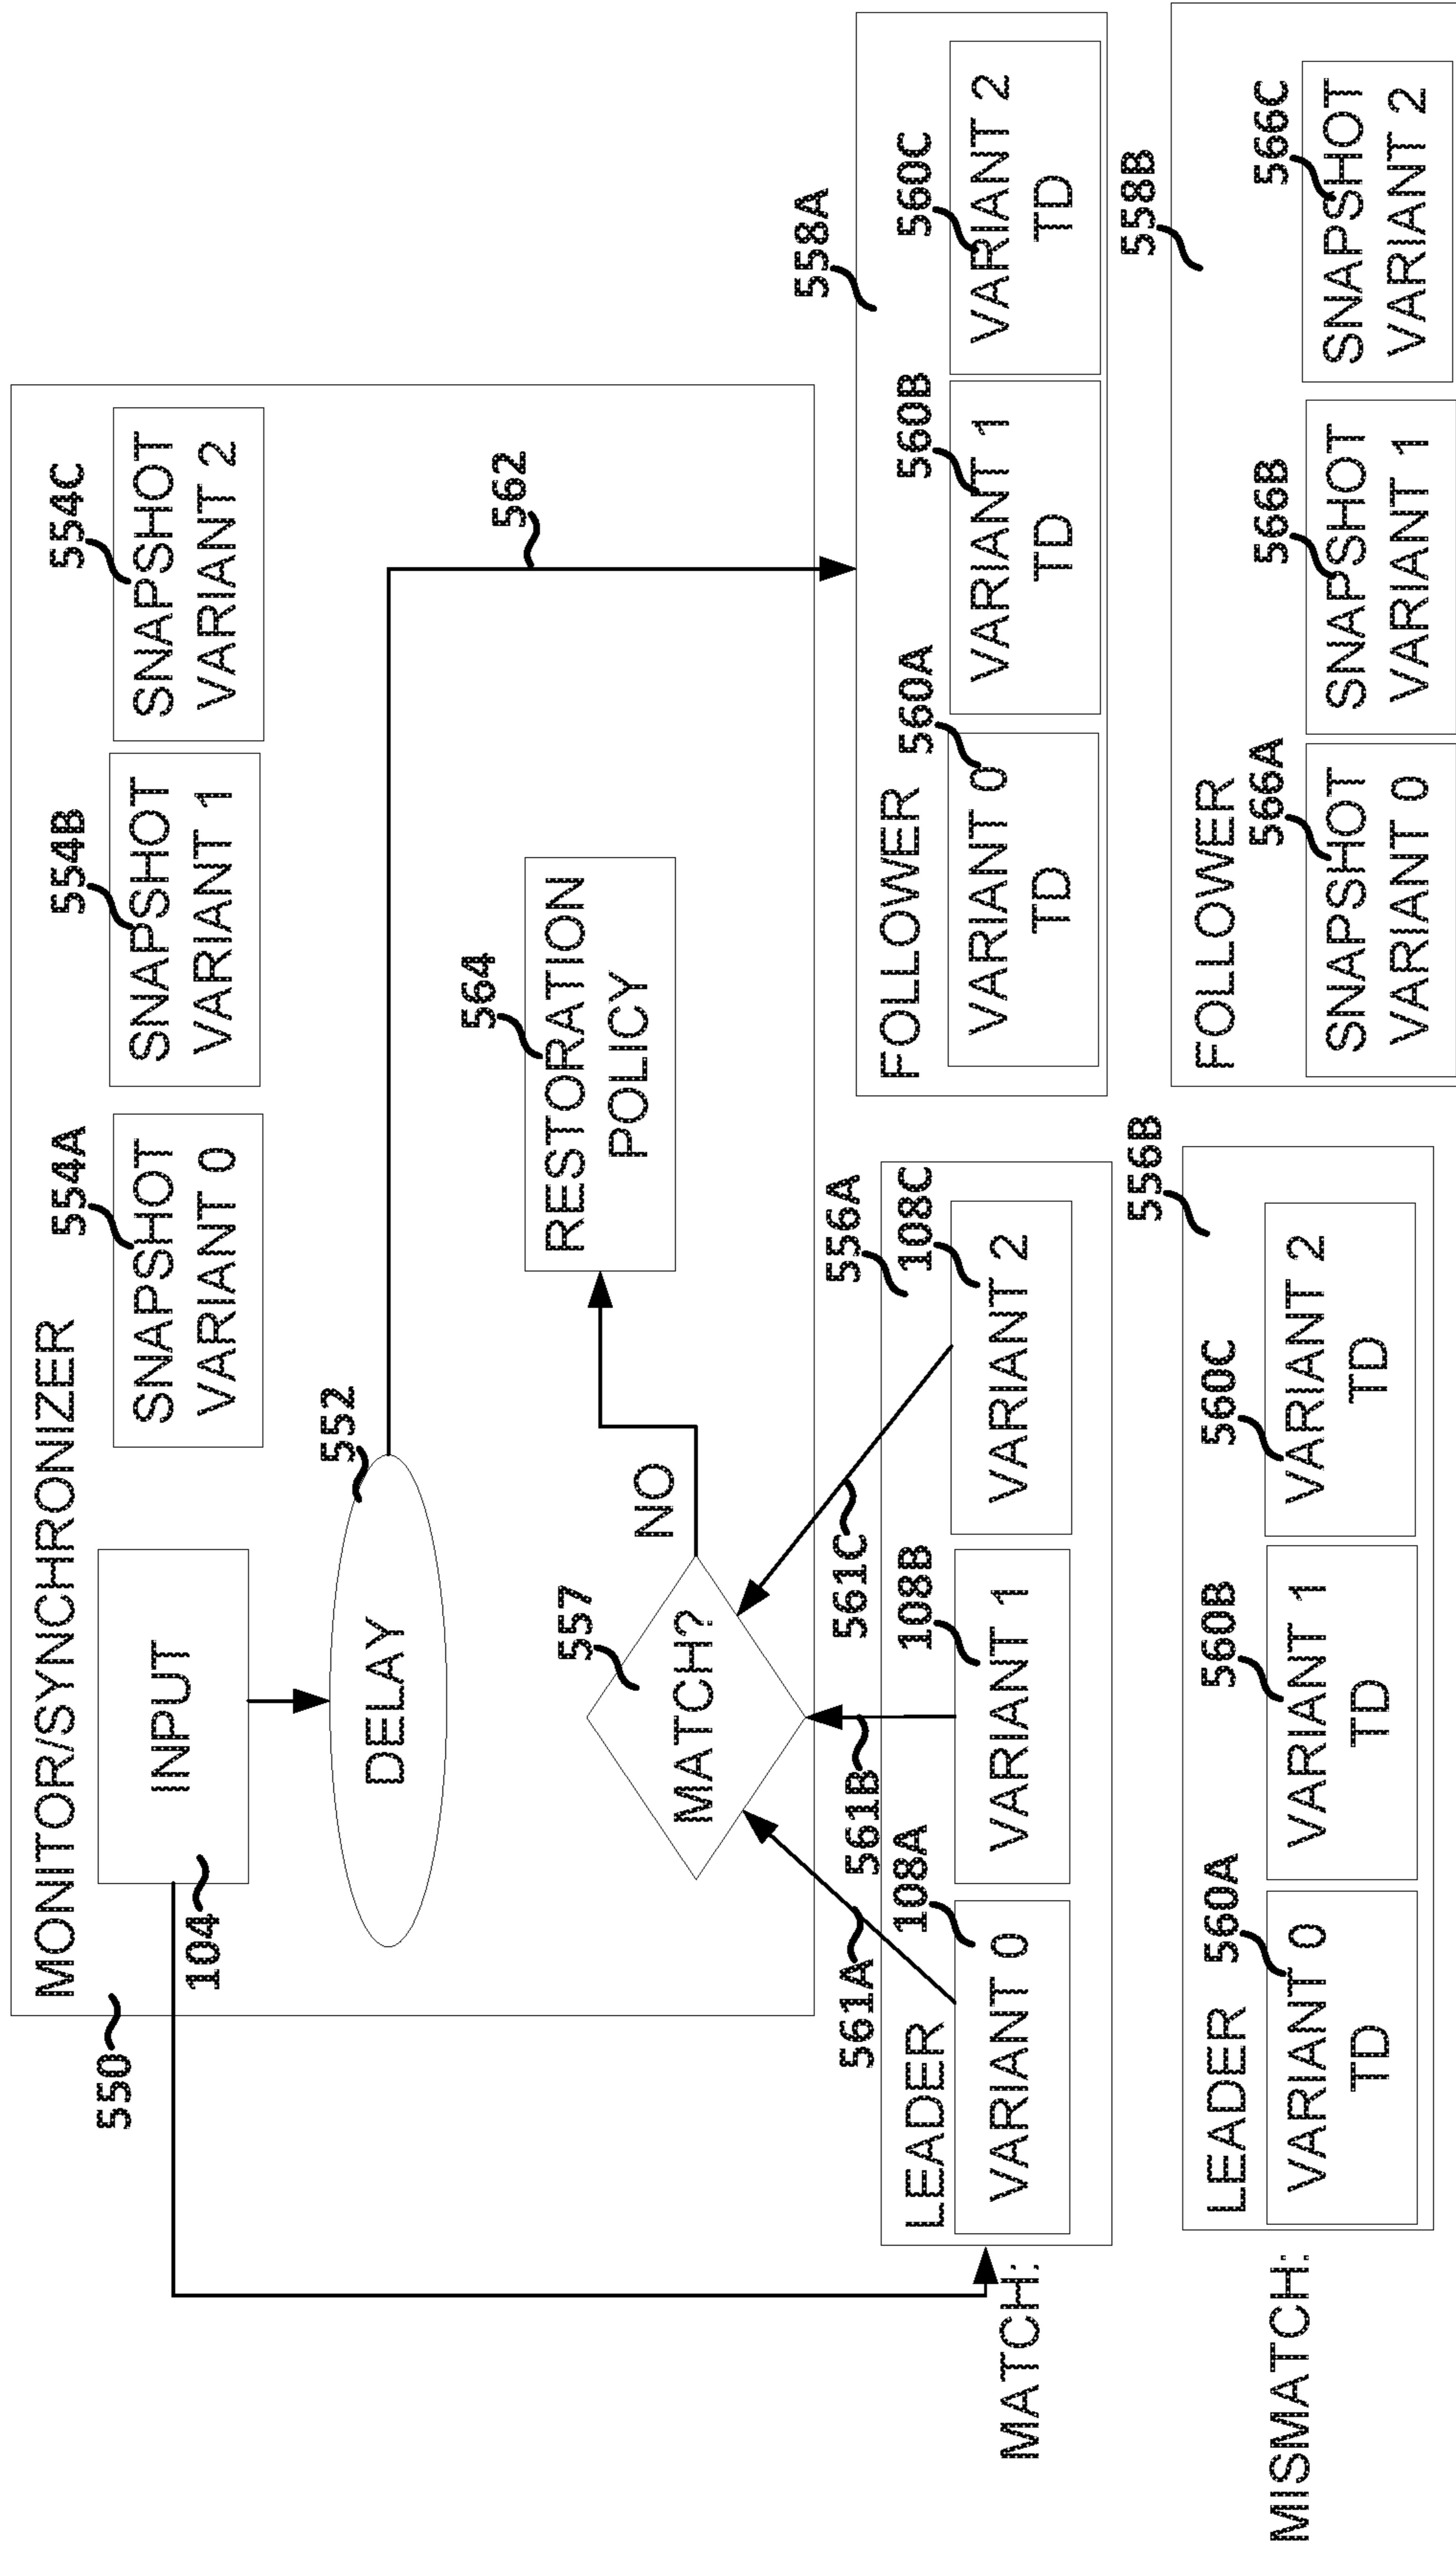 MONITOR/SYNCHRONIZER
550
INPUT
104
554A
SNAPSHOT
VARIANT 0
554B
SNAPSHOT
VARIANT 1
554C
SNAPSHOT
VARIANT 2
552
DELAY
562
557
MATCH?
NO
564
RESTORATION
POLICY
561A
561B
561C
MATCH:
LEADER
556A
108A
VARIANT 0
108B
VARIANT 1
108C
VARIANT 2
FOLLOWER
558A
560A
VARIANT 0
TD
560B
VARIANT 1
TD
560C
VARIANT 2
TD
MISMATCH:
LEADER
556B
560A
VARIANT 0
TD
560B
VARIANT 1
TD
560C
VARIANT 2
TD
FOLLOWER
558B
566A
SNAPSHOT
VARIANT 0
566B
SNAPSHOT
VARIANT 1
566C
SNAPSHOT
VARIANT 2